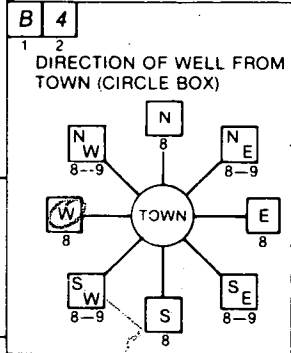 B 4
1 2
DIRECTION OF WELL FROM
TOWN (CIRCLE BOX)
N
8
N W
8--9
N E
8-9
W
8
TOWN
E
8
S W
8-9
S
8
S E
8-9